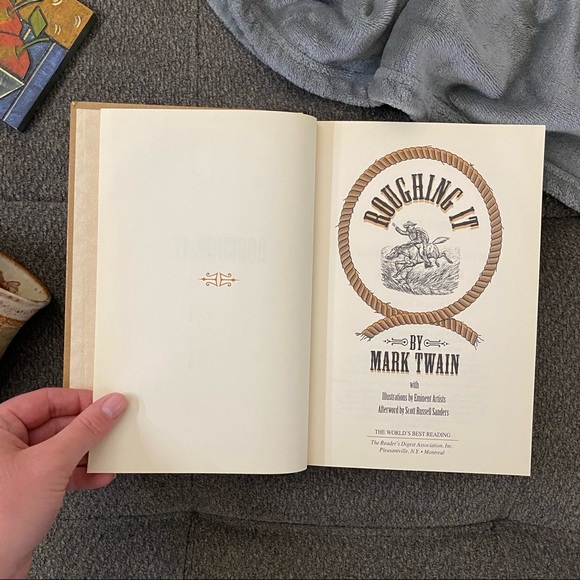 ROUGHING IT
BY
MARK TWAIN
with
Illustrations by Eminent Artists
Afterword by Scott Russell Sanders
THE WORLD'S BEST READING
The Reader's Digest Association, Inc.
Pleasantville, N.Y. • Montreal